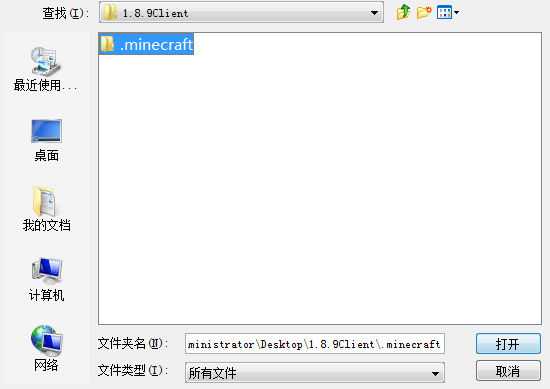 查找(I):
1.8.9Client
.minecraft
最近使用...
桌面
我的文档
计算机
网络
文件夹名(N):
ministrator\Desktop\1.8.9Client\.minecraft
打开
文件类型(T):
所有文件
取消